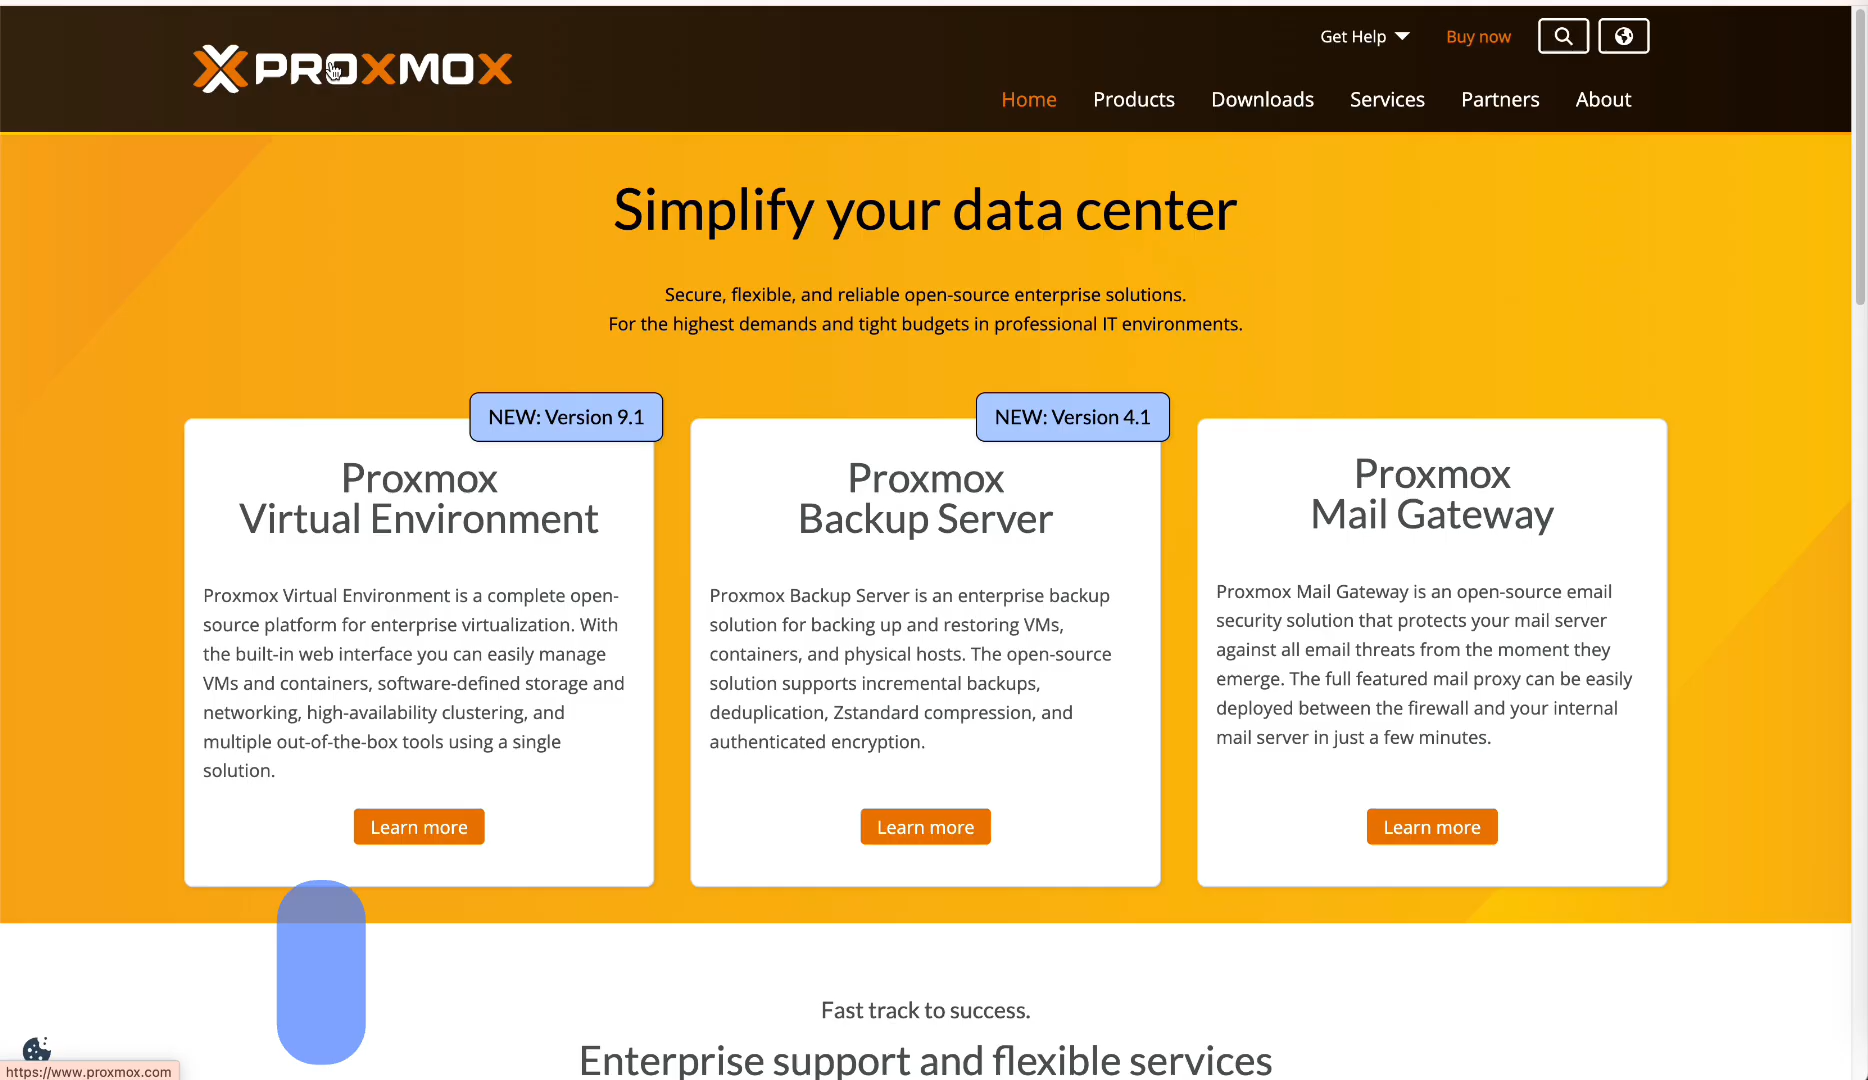 Get Help
Buy now
PROXMOX
Home
Products
Downloads
Services
Partners
About
Simplify your data center
Secure, flexible, and reliable open-source enterprise solutions.
For the highest demands and tight budgets in professional IT environments.
NEW: Version 9.1
Proxmox
Virtual Environment
Proxmox Virtual Environment is a complete open-
source platform for enterprise virtualization. With
the built-in web interface you can easily manage
VMs and containers, software-defined storage and
networking, high-availability clustering, and
multiple out-of-the-box tools using a single
solution.
Learn more
NEW: Version 4.1
Proxmox
Backup Server
Proxmox Backup Server is an enterprise backup
solution for backing up and restoring VMs,
containers, and physical hosts. The open-source
solution supports incremental backups,
deduplication, Zstandard compression, and
authenticated encryption.
Learn more
Proxmox
Mail Gateway
Proxmox Mail Gateway is an open-source email
security solution that protects your mail server
against all email threats from the moment they
emerge. The full featured mail proxy can be easily
deployed between the firewall and your internal
mail server in just a few minutes.
Learn more
Fast track to success.
Enterprise support and flexible services
https://www.proxmox.com